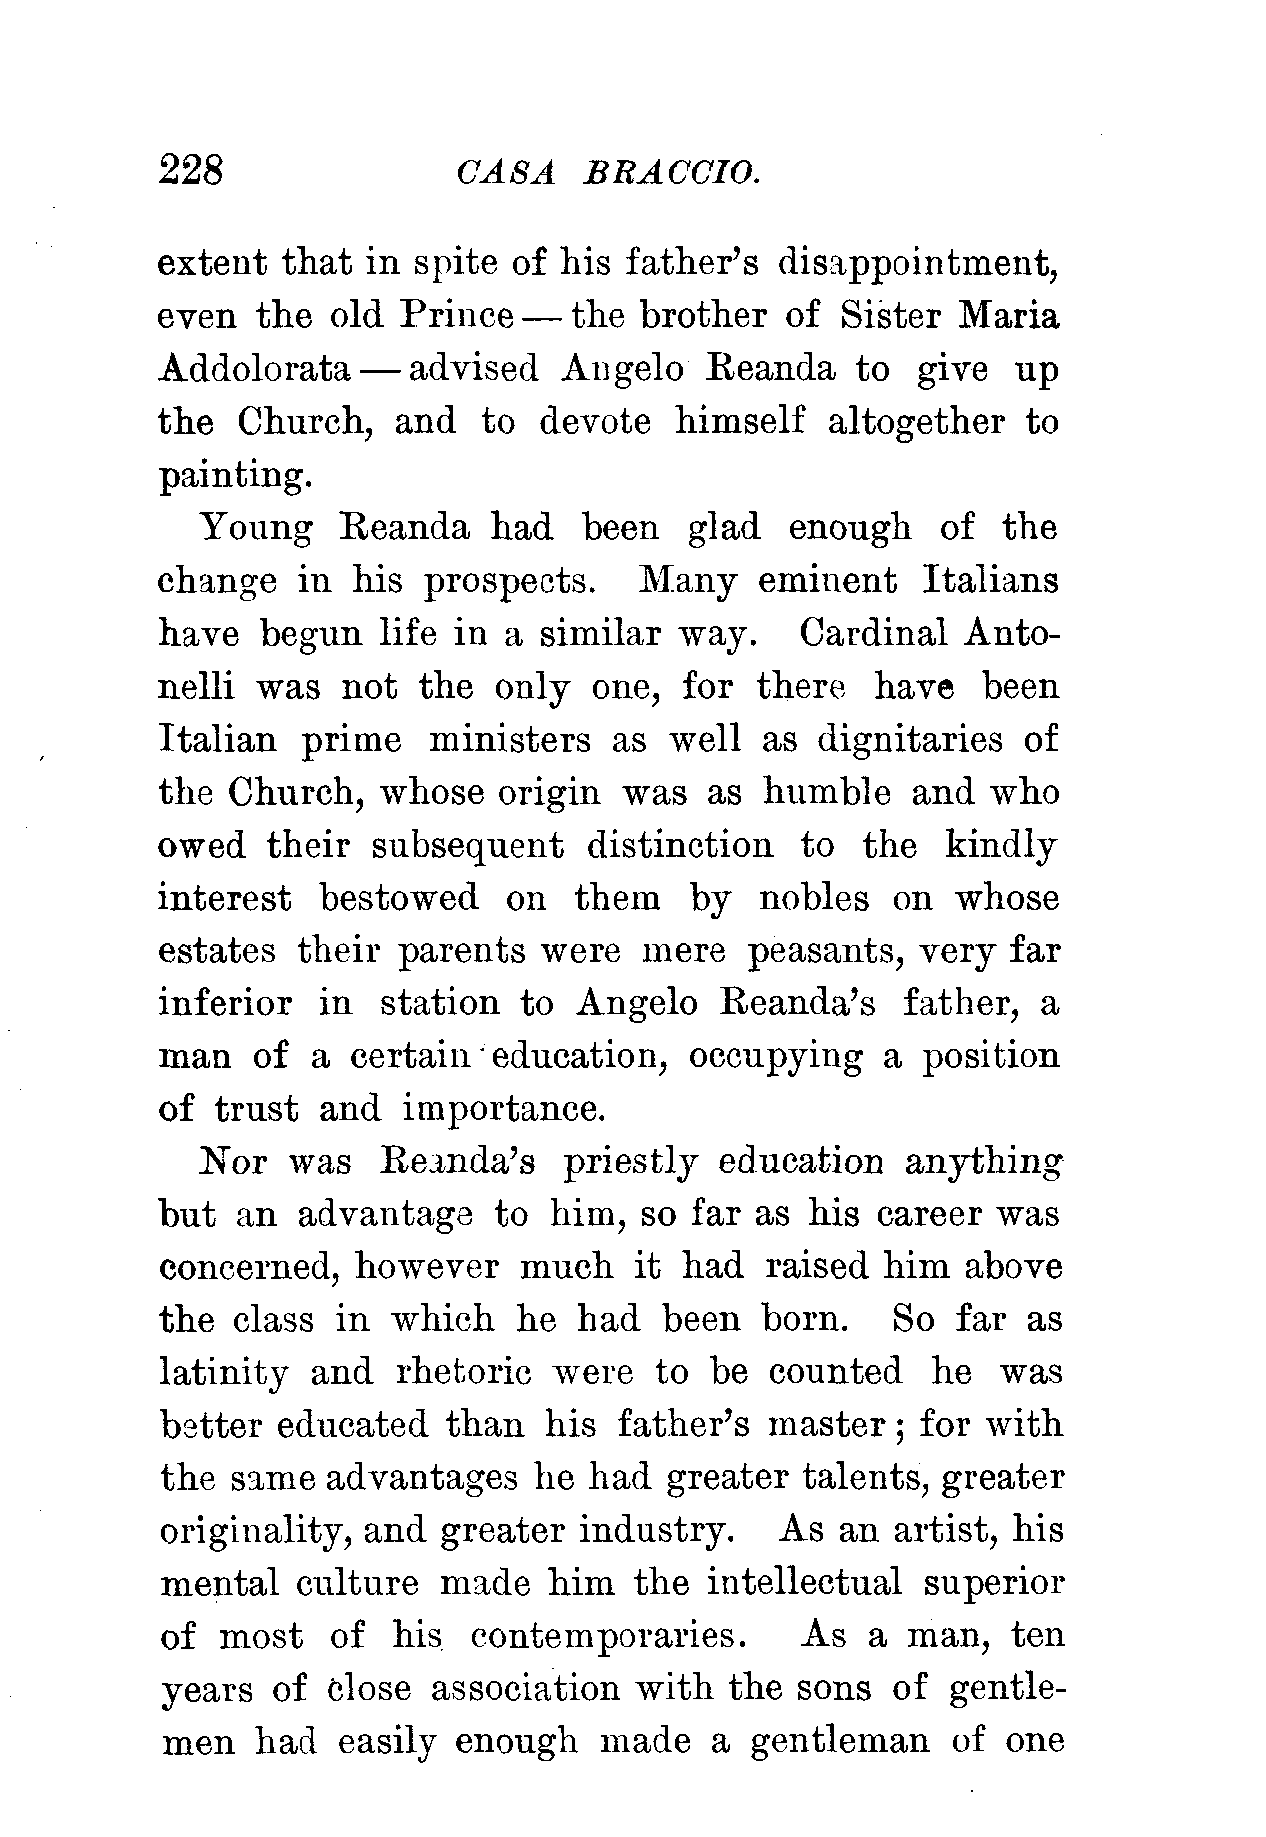 228 CASA BRACCIO.
extent that in spite of his father's disappointment,
even the old Prince — the brother of Sister Maria
Addolorata — advised Angelo Reanda to give up
the Church, and to devote himself altogether to
painting.
Young Reanda had been glad enough of the
change in his prospects. Many eminent Italians
have begun life in a similar way. Cardinal Anto-
nelli was not the only one, for there have been
Italian prime ministers as well as dignitaries of
the Church, whose origin was as humble and who
owed their subsequent distinction to the kindly
interest bestowed on them by nobles on whose
estates their parents were mere peasants, very far
inferior in station to Angelo Reanda's father, a
man of a certain education, occupying a position
of trust and importance.
Nor was Reanda's priestly education anything
but an advantage to him, so far as his career was
concerned, however much it had raised him above
the class in which he had been born. So far as
latinity and rhetoric were to be counted he was
better educated than his father's master; for with
the same advantages he had greater talents, greater
originality, and greater industry. As an artist, his
mental culture made him the intellectual superior
of most of his contemporaries. As a man, ten
years of close association with the sons of gentle-
men had easily enough made a gentleman of one